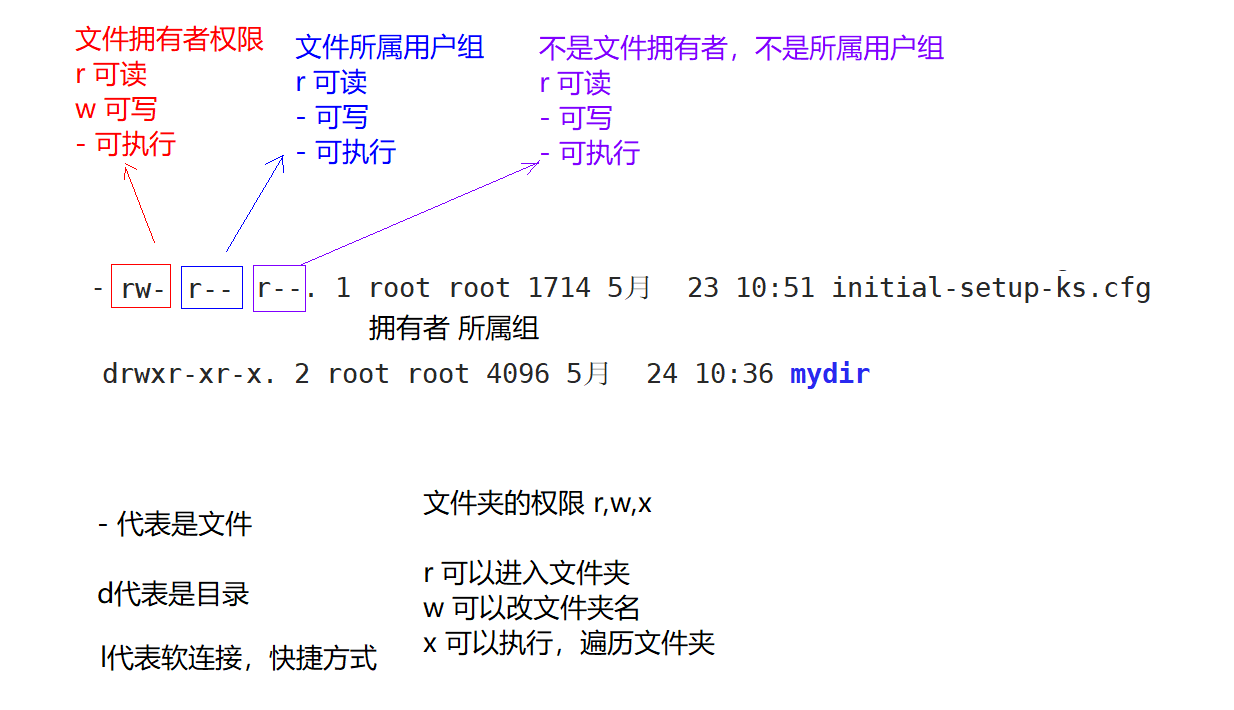 文件拥有者权限
r 可读
w 可写
- 可执行
文件所属用户组
r 可读
- 可写
- 可执行
不是文件拥有者，不是所属用户组
r 可读
- 可写
- 可执行
- rw- r-- r--. 1 root root 1714 5月 23 10:51 initial-setup-ks.cfg
拥有者 所属组
drwxr-xr-x. 2 root root 4096 5月 24 10:36 mydir
- 代表是文件
d代表是目录
l代表软连接，快捷方式
文件夹的权限 r,w,x
r 可以进入文件夹
w 可以改文件夹名
x 可以执行，遍历文件夹